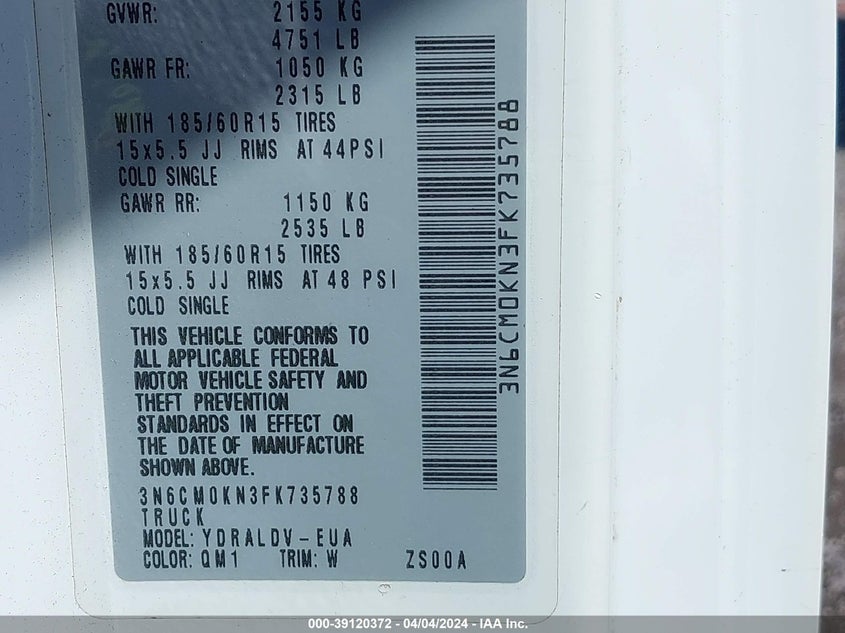 GVWR: 2155 KG
4751 LB
GAWR FR: 1050 KG
2315 LB
WITH 185/60R15 TIRES
15x5.5 JJ RIMS AT 44PSI
COLD SINGLE
GAWR RR: 1150 KG
2535 LB
WITH 185/60R15 TIRES
15x5.5 JJ RIMS AT 48 PSI
COLD SINGLE
THIS VEHICLE CONFORMS TO
ALL APPLICABLE FEDERAL
MOTOR VEHICLE SAFETY AND
THEFT PREVENTION
STANDARDS IN EFFECT ON
THE DATE OF MANUFACTURE
SHOWN ABOVE.
3N6CM0KN3FK735788
TRUCK
MODEL: YDRALDV-EUA
COLOR: QM1 TRIM: W ZS00A
3N6CM0KN3FK735788
000-39120372 - 04/04/2024 - IAA Inc.